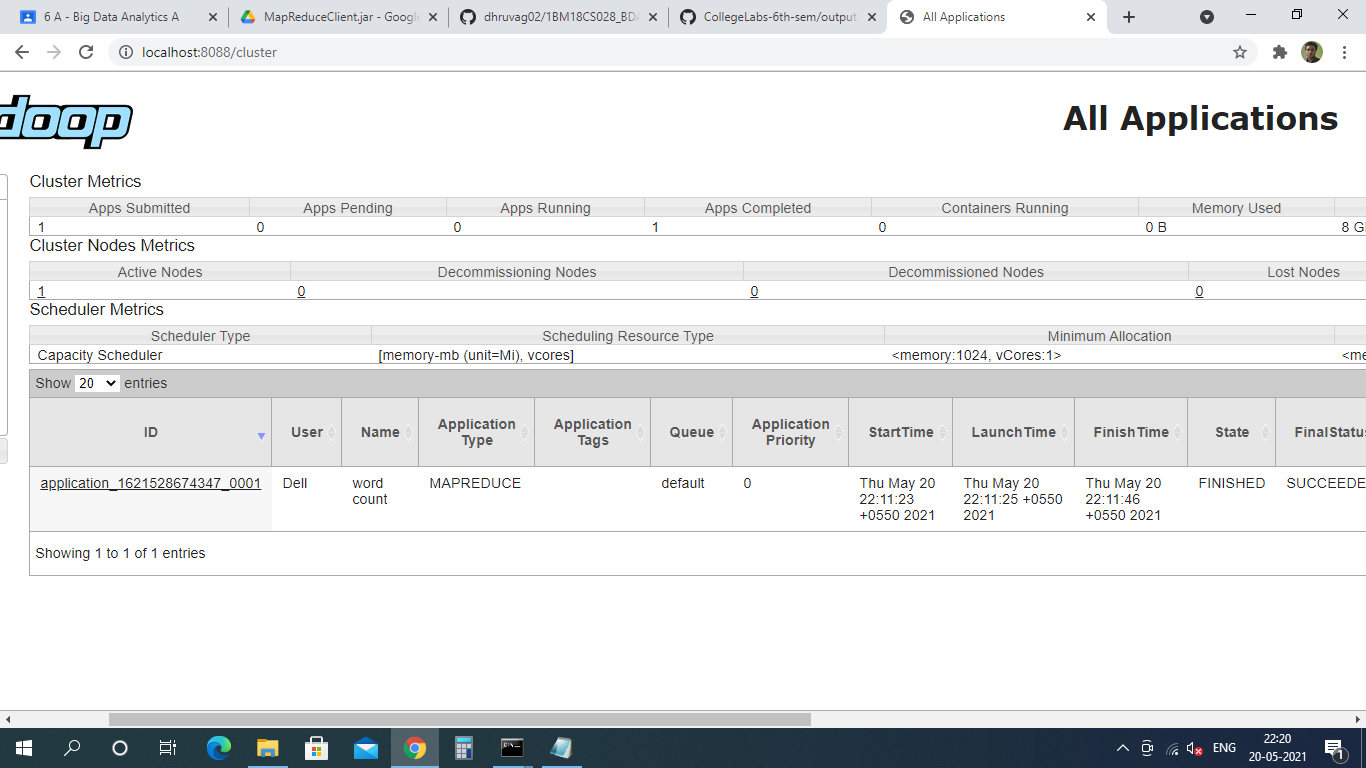 6 A - Big Data Analytics A
MapReduceClient.jar - Google
dhruvag02/1BM18CS028_BDA
CollegeLabs-6th-sem/output
All Applications
localhost:8088/cluster
doop
All Applications
Cluster Metrics
Apps Submitted Apps Pending Apps Running Apps Completed Containers Running Memory Used
1 0 0 1 0 0 B 8 G
Cluster Nodes Metrics
Active Nodes Decommissioning Nodes Decommissioned Nodes Lost Nodes
1 0 0 0
Scheduler Metrics
Scheduler Type Scheduling Resource Type Minimum Allocation
Capacity Scheduler [memory-mb (unit=Mi), vcores] <memory:1024, vCores:1> <me
Show 20 entries
ID User Name Application Type Application Tags Queue Application Priority StartTime LaunchTime FinishTime State FinalStatus
application_1621528674347_0001 Dell word count MAPREDUCE default 0 Thu May 20 22:11:23 +0550 2021 Thu May 20 22:11:25 +0550 2021 Thu May 20 22:11:46 +0550 2021 FINISHED SUCCEEDE
Showing 1 to 1 of 1 entries
ENG
22:20
20-05-2021
1